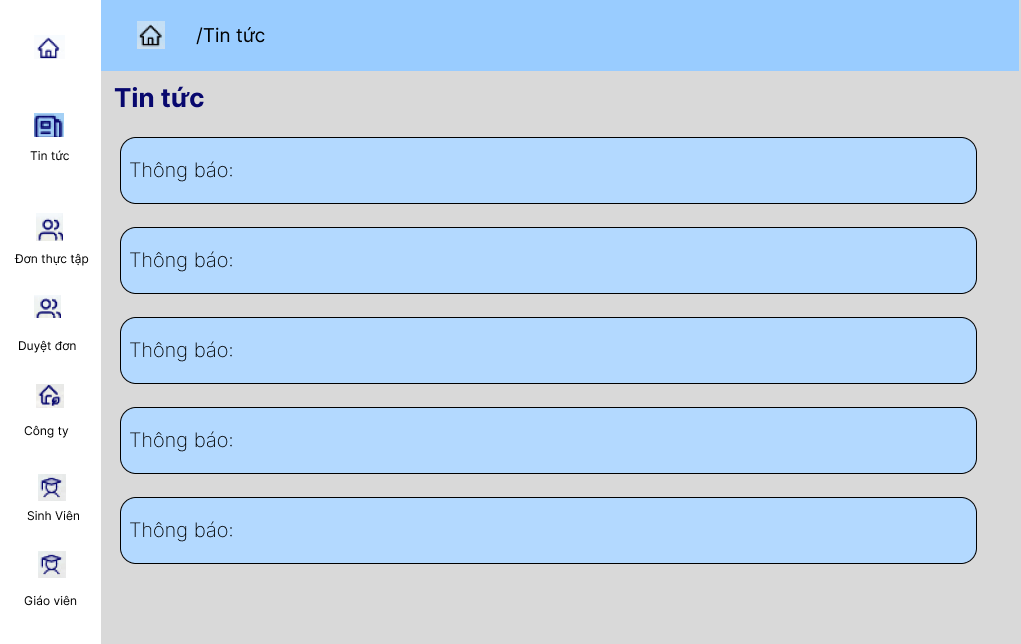 /Tin tức
Tin tức
Tin tức
Đơn thực tập
Duyệt đơn
Công ty
Sinh Viên
Giáo viên
Thông báo:
Thông báo:
Thông báo:
Thông báo:
Thông báo: